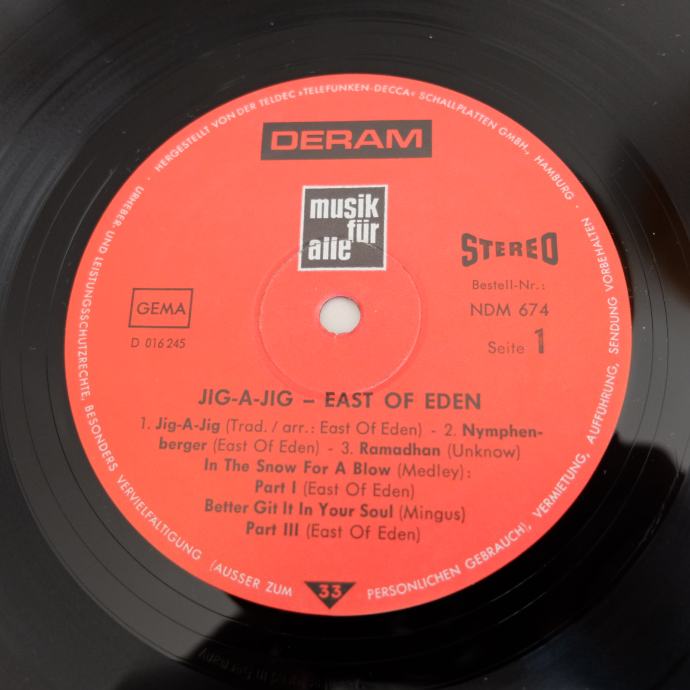 DERAM
musik
für
alle
STEREO
Bestell-Nr.:
NDM 674
Seite 1
GEMA
D 016 245
JIG-A-JIG – EAST OF EDEN
1. Jig-A-Jig (Trad. / arr.: East Of Eden) - 2. Nymphen-
berger (East Of Eden) - 3. Ramadhan (Unknow)
In The Snow For A Blow (Medley):
Part I (East Of Eden)
Better Git It In Your Soul (Mingus)
Part III (East Of Eden)
33
URHEBER- UND LEISTUNGSSCHUTZRECHTE, BESONDERS VERVIELFÄLTIGUNG (AUSSER ZUM PERSÖNLICHEN GEBRAUCH), VERMIETUNG, AUFFÜHRUNG, SENDUNG VORBEHALTEN ·
HERGESTELLT VON DER TELDEC »TELEFUNKEN-DECCA« SCHALLPLATTEN GMBH., HAMBURG ·